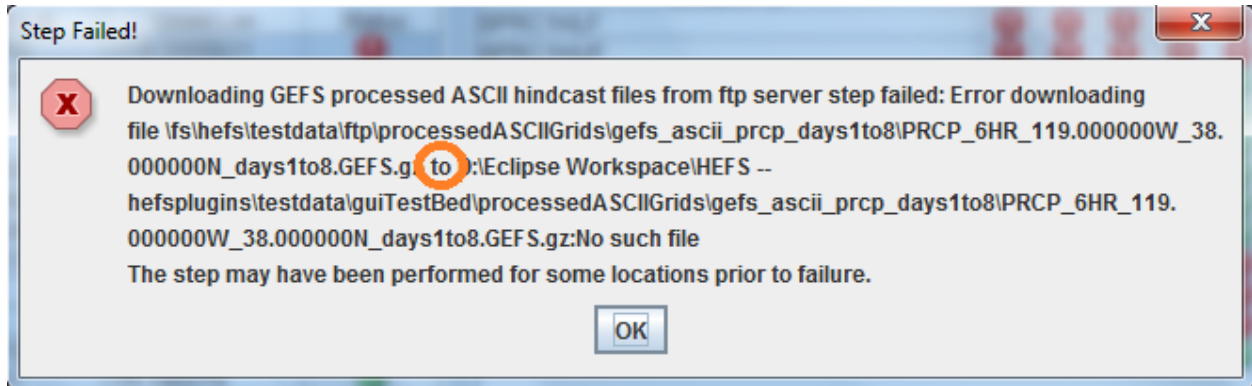 Step Failed!
Downloading GEFS processed ASCII hindcast files from ftp server step failed: Error downloading
file \fs\hefs\testdata\ftp\processedASCIIGrids\gefs_ascii_prcp_days1to8\PRCP_6HR_119.000000W_38.
000000N_days1to8.GEFS.gz to D:\Eclipse Workspace\HEFS --
hefsplugins\testdata\guiTestBed\processedASCIIGrids\gefs_ascii_prcp_days1to8\PRCP_6HR_119.
000000W_38.000000N_days1to8.GEFS.gz:No such file
The step may have been performed for some locations prior to failure.
OK